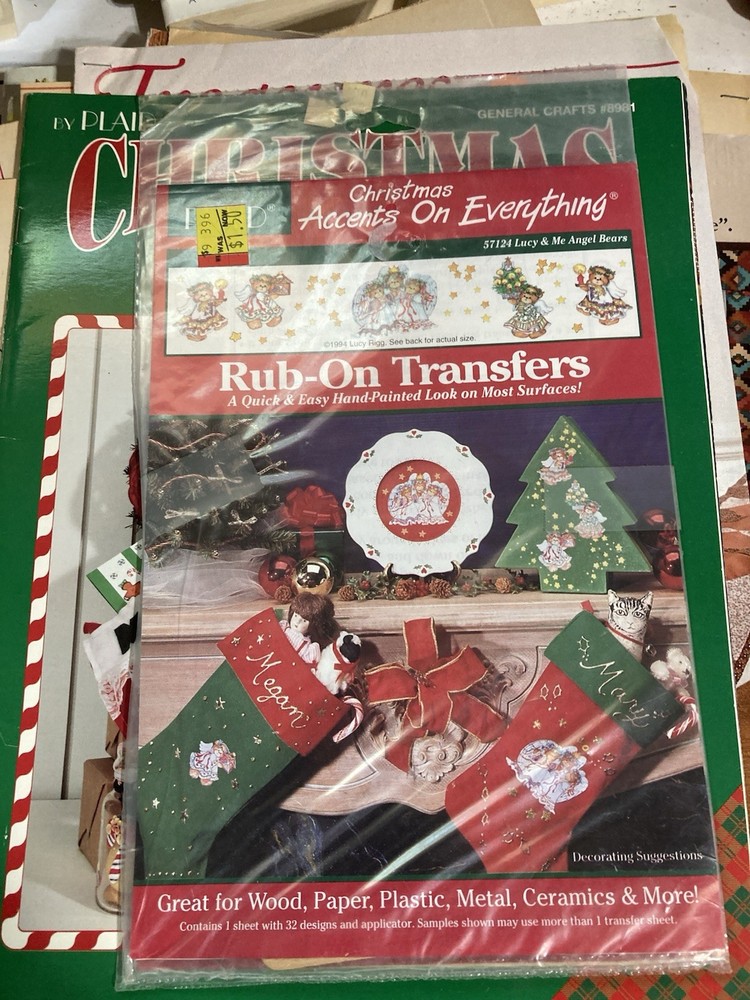 BY PLAID
GENERAL CRAFTS #8981
CHRISTMAS
Christmas
Accents On Everything®
57124 Lucy & Me Angel Bears
WAS
NOW
$1.50
©1994 Lucy Rigg. See back for actual size.
Rub-On Transfers
A Quick & Easy Hand-Painted Look on Most Surfaces!
Megan
Mary
Decorating Suggestions
Great for Wood, Paper, Plastic, Metal, Ceramics & More!
Contains 1 sheet with 32 designs and applicator. Samples shown may use more than 1 transfer sheet.